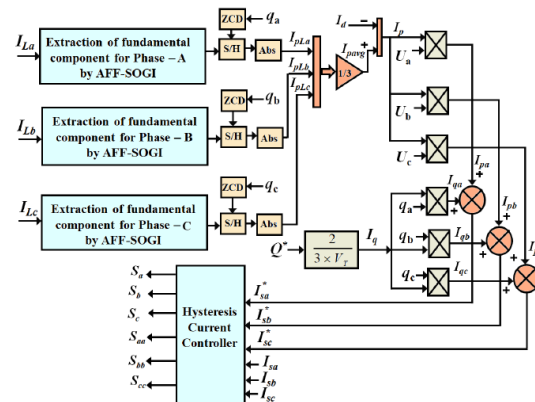 ZCD
q_a
I_La
Extraction of fundamental
component for Phase – A
by AFF-SOGI
S/H
Abs
I_pLa
I_d
I_p
U_a
ZCD
q_b
I_pLb
I_pLc
1/3
I_pavg
+
I_Lb
Extraction of fundamental
component for Phase – B
by AFF-SOGI
S/H
Abs
U_b
U_c
ZCD
q_c
I_Lc
Extraction of fundamental
component for Phase – C
by AFF-SOGI
S/H
Abs
I_pa
I_qa
q_a
+
+
I_pb
+
Q*
2
3 × V_T
I_q
q_b
I_qb
+
q_c
I_qc
+
+
S_a
S_b
S_c
S_aa
S_bb
S_cc
Hysteresis
Current
Controller
I*_sa
I*_sb
I*_sc
I_sa
I_sb
I_sc